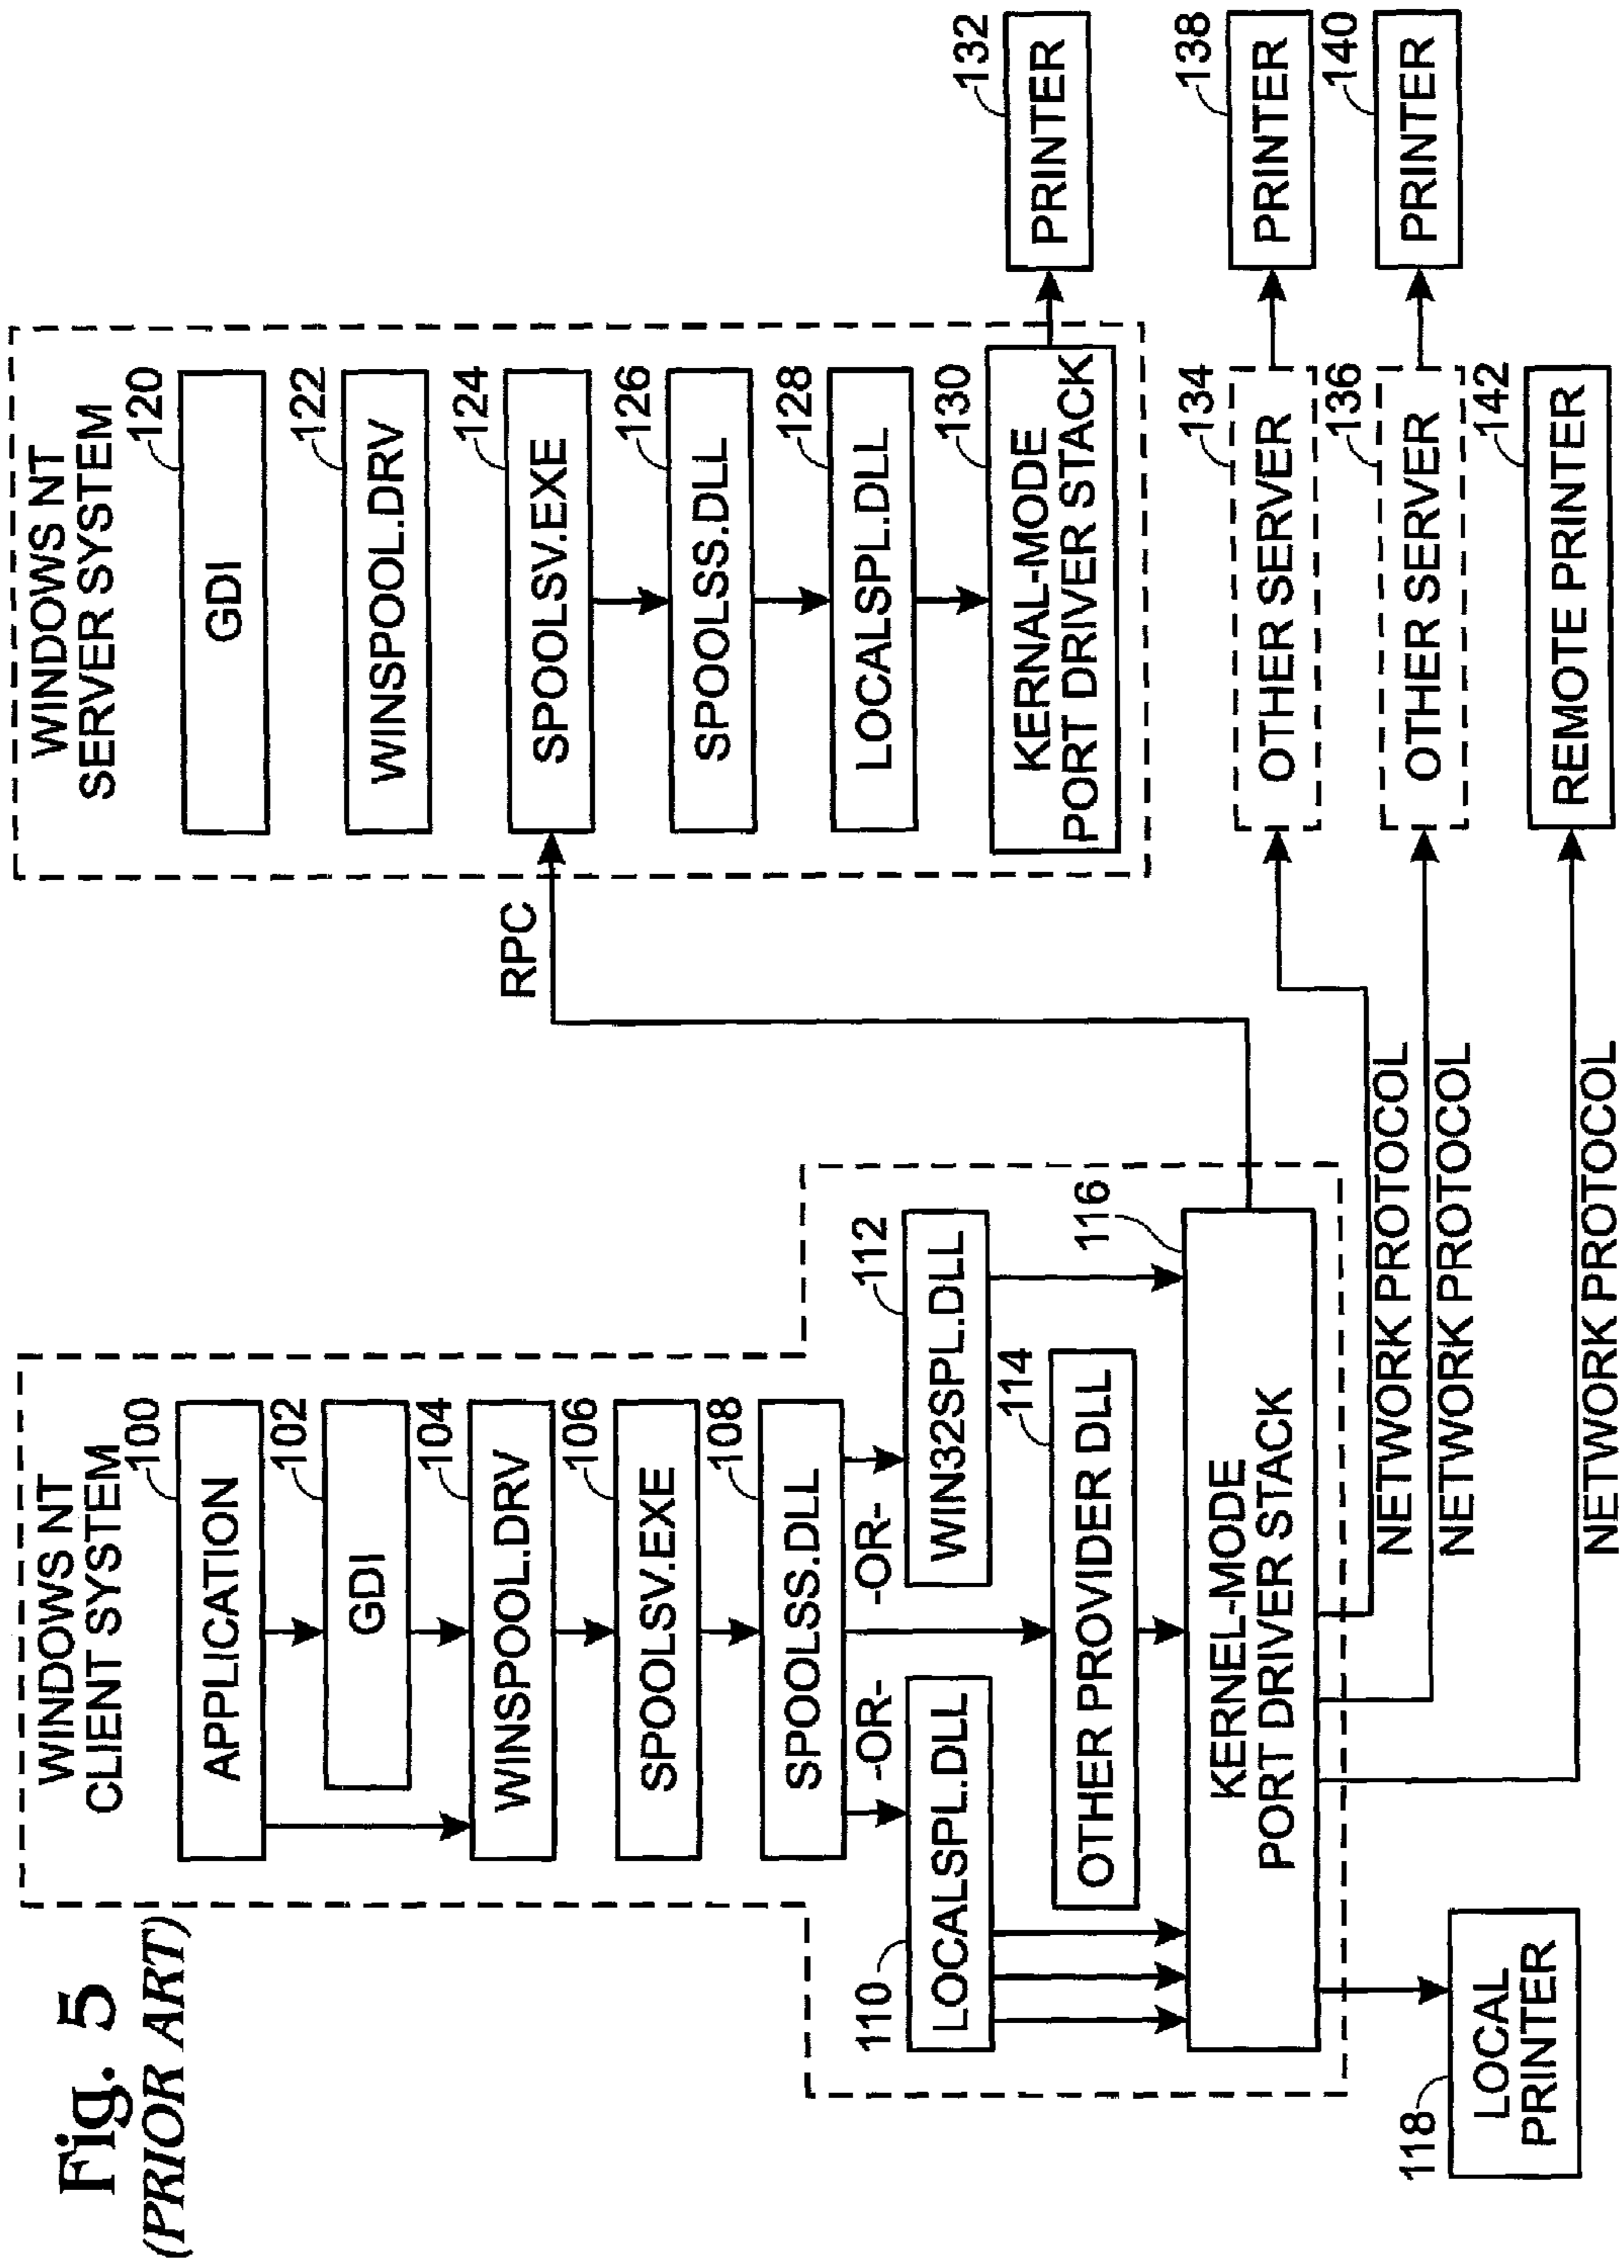 Fig. 5
(PRIOR ART)
WINDOWS NT
CLIENT SYSTEM
100
APPLICATION
102
GDI
104
WINSPOOL.DRV
106
SPOOLSV.EXE
108
SPOOLSS.DLL
-OR-
-OR-
110
LOCALSPL.DLL
112
WIN32SPL.DLL
114
OTHER PROVIDER DLL
116
KERNEL-MODE
PORT DRIVER STACK
118
LOCAL
PRINTER
RPC
NETWORK PROTOCOL
NETWORK PROTOCOL
NETWORK PROTOCOL
WINDOWS NT
SERVER SYSTEM
120
GDI
122
WINSPOOL.DRV
124
SPOOLSV.EXE
126
SPOOLSS.DLL
128
LOCALSPL.DLL
130
KERNAL-MODE
PORT DRIVER STACK
132
PRINTER
134
OTHER SERVER
138
PRINTER
136
OTHER SERVER
140
PRINTER
142
REMOTE PRINTER